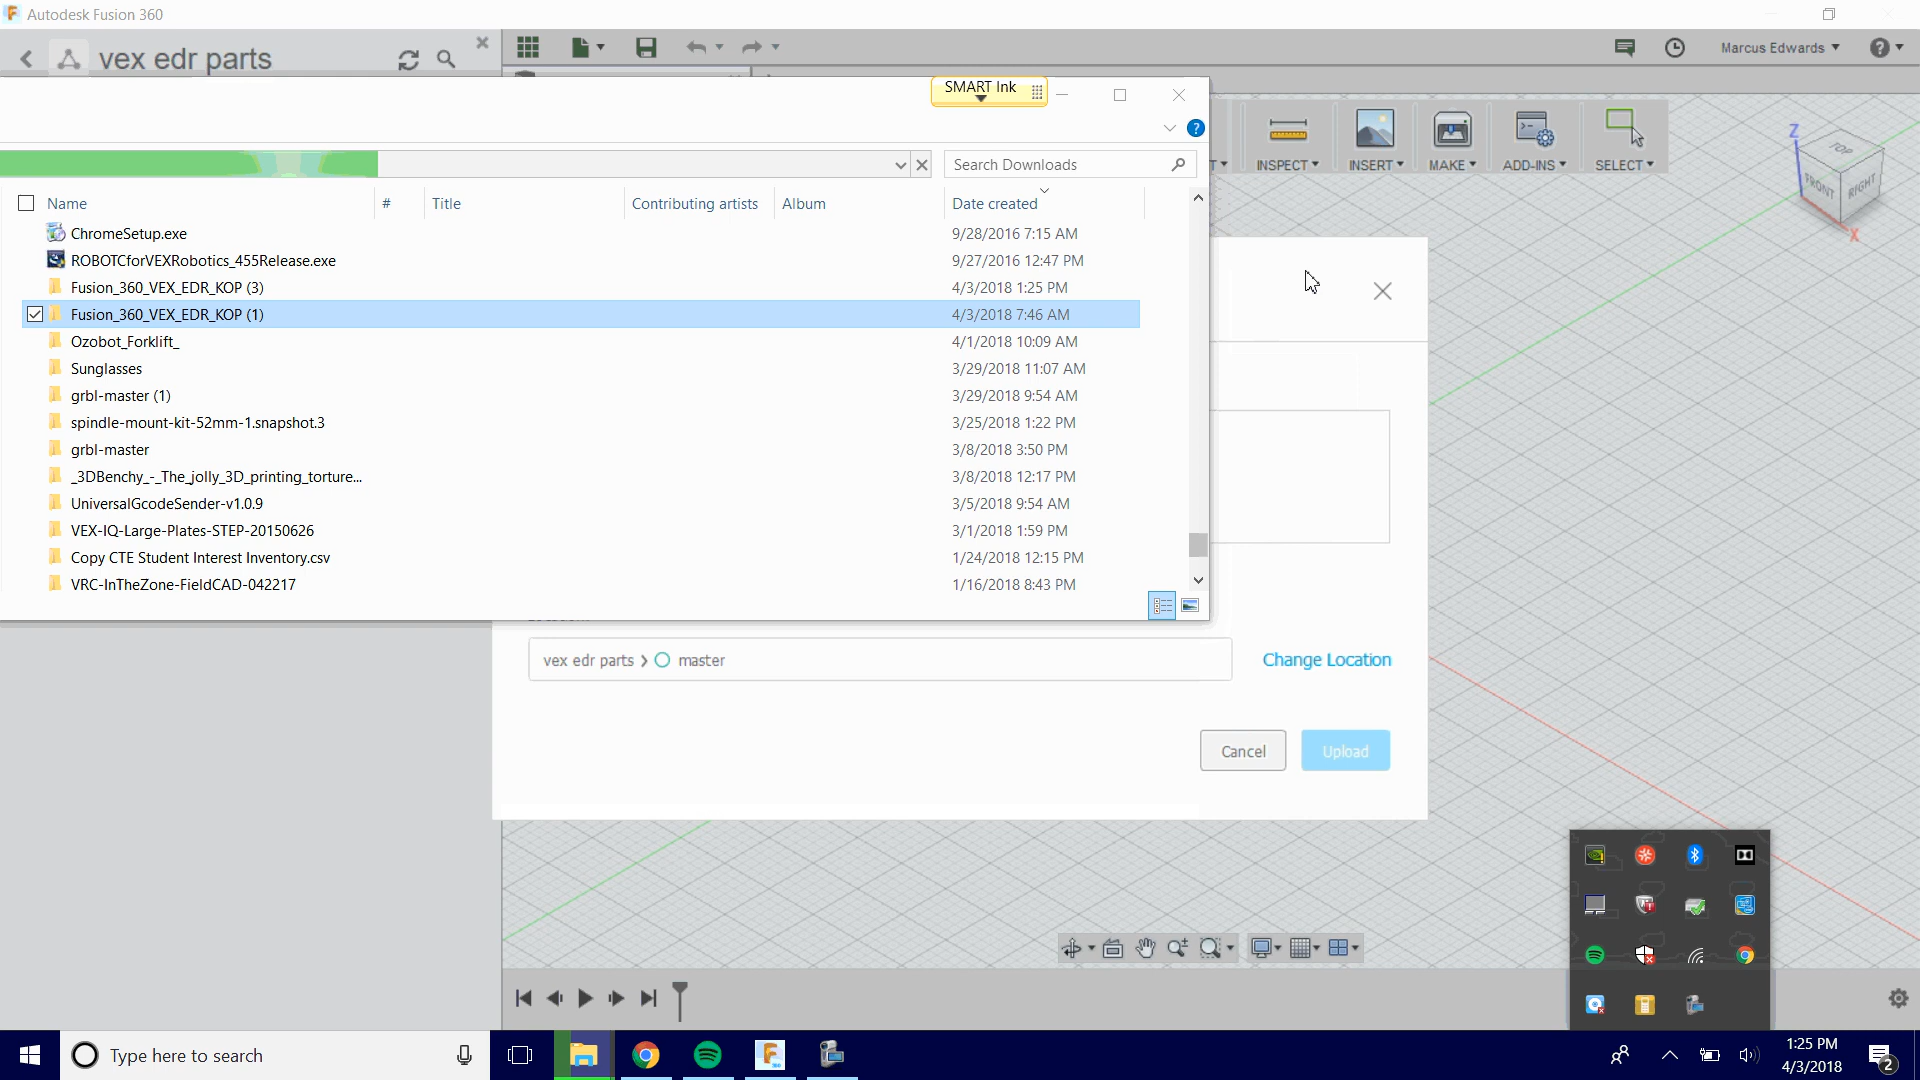 Autodesk Fusion 360
vex edr parts
Marcus Edwards
SMART Ink
Search Downloads
INSPECT
INSERT
MAKE
ADD-INS
SELECT
Z
TOP
FRONT
RIGHT
X
Name
#
Title
Contributing artists
Album
Date created
ChromeSetup.exe 9/28/2016 7:15 AM
ROBOTCforVEXRobotics_455Release.exe 9/27/2016 12:47 PM
Fusion_360_VEX_EDR_KOP (3) 4/3/2018 1:25 PM
Fusion_360_VEX_EDR_KOP (1) 4/3/2018 7:46 AM
Ozobot_Forklift_ 4/1/2018 10:09 AM
Sunglasses 3/29/2018 11:07 AM
grbl-master (1) 3/29/2018 9:54 AM
spindle-mount-kit-52mm-1.snapshot.3 3/25/2018 1:22 PM
grbl-master 3/8/2018 3:50 PM
_3DBenchy_-_The_jolly_3D_printing_torture... 3/8/2018 12:17 PM
UniversalGcodeSender-v1.0.9 3/5/2018 9:54 AM
VEX-IQ-Large-Plates-STEP-20150626 3/1/2018 1:59 PM
Copy CTE Student Interest Inventory.csv 1/24/2018 12:15 PM
VRC-InTheZone-FieldCAD-042217 1/16/2018 8:43 PM
vex edr parts > master
Change Location
Cancel
Upload
Type here to search
1:25 PM
4/3/2018
2